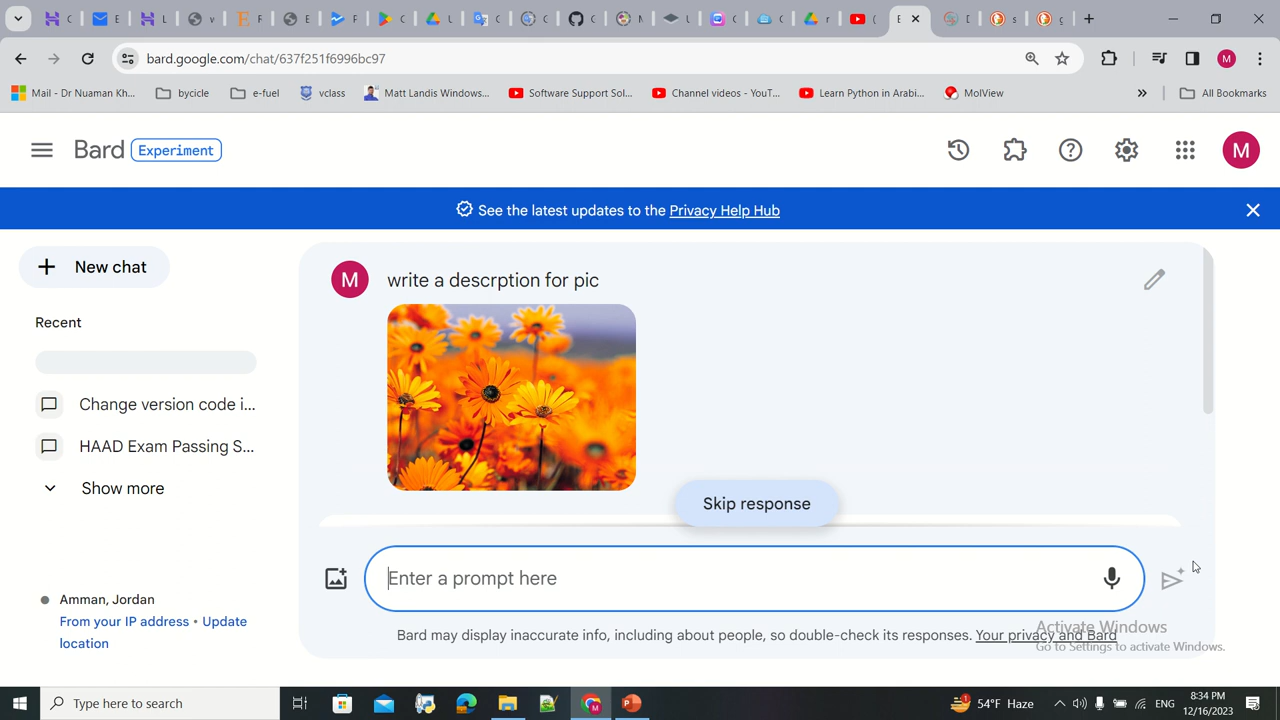 bard.google.com/chat/637f251f6996bc97
Mail - Dr Nuaman Kh...
bycicle
e-fuel
vclass
Matt Landis Windows...
Software Support Sol...
Channel videos - YouT...
Learn Python in Arabi...
MolView
»
All Bookmarks
Bard
Experiment
M
See the latest updates to the Privacy Help Hub
New chat
M
write a descrption for pic
Recent
Change version code i...
HAAD Exam Passing S...
Show more
Skip response
Enter a prompt here
Amman, Jordan
From your IP address • Update
location
Bard may display inaccurate info, including about people, so double-check its responses. Your privacy and Bard
Activate Windows
Go to Settings to activate Windows.
Type here to search
54°F Haze
ENG
8:34 PM
12/16/2023